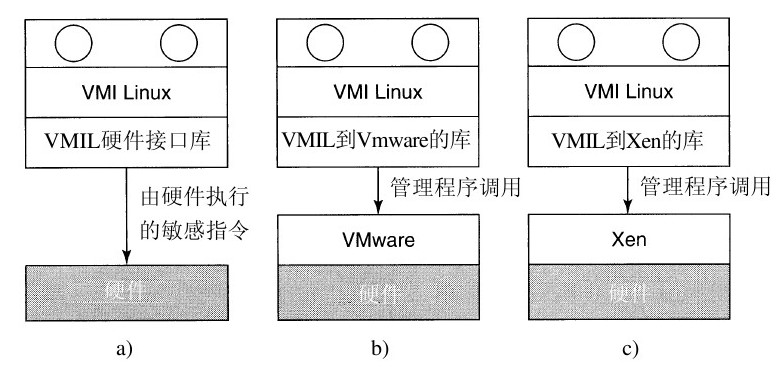 VMI Linux
VMIL硬件接口库
由硬件执行
的敏感指令
硬件
a)
VMI Linux
VMIL到Vmware的库
管理程序调用
VMware
硬件
b)
VMI Linux
VMIL到Xen的库
管理程序调用
Xen
硬件
c)